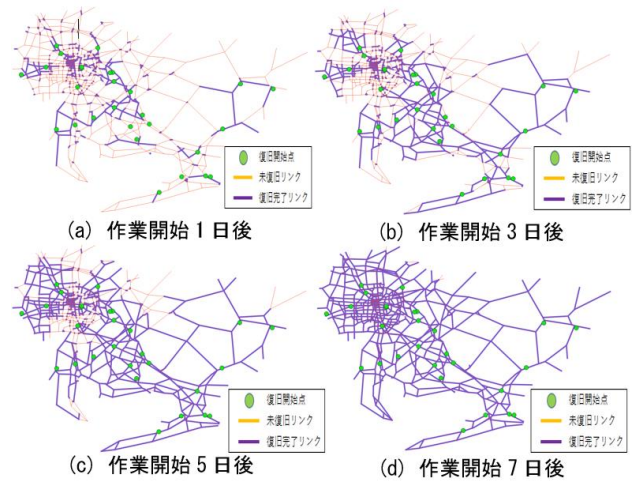 復旧開始点
未復旧リンク
復旧完了リンク
(a) 作業開始1日後
復旧開始点
未復旧リンク
復旧完了リンク
(b) 作業開始3日後
復旧開始点
未復旧リンク
復旧完了リンク
(c) 作業開始5日後
復旧開始点
未復旧リンク
復旧完了リンク
(d) 作業開始7日後